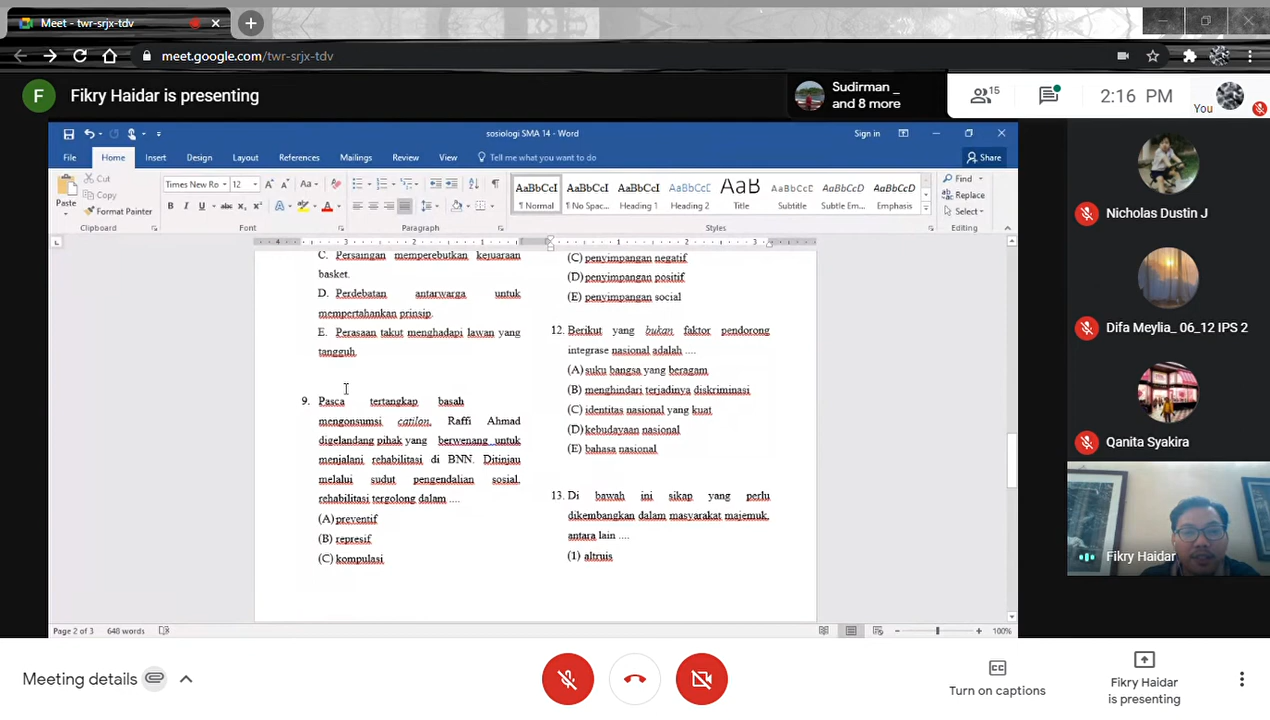 Meet - twr-srjx-tdv
meet.google.com/twr-srjx-tdv
F
Fikry Haidar is presenting
Sudirman _
and 8 more
15
2:16 PM
You
sosiologi SMA 14 - Word
Sign in
File Home Insert Design Layout References Mailings Review View Tell me what you want to do
Share
Paste
Cut
Copy
Format Painter
Clipboard
Times New Ro
12
Font
Paragraph
AaBbCcI
¶ Normal
AaBbCcI
¶ No Spac...
AaBbCcI
Heading 1
AaBbCcE
Heading 2
AaB
Title
AaBbCcE
Subtitle
AaBbCcI
Subtle Em...
AaBbCcI
Emphasis
Styles
Find
Replace
Select
Editing
C. Persaingan memperebutkan kejuaraan
basket.
D. Perdebatan antarwarga untuk
mempertahankan prinsip.
E. Perasaan takut menghadapi lawan yang
tangguh.
9. Pasca tertangkap basah
mengonsumsi catilon, Raffi Ahmad
digelandang pihak yang berwenang untuk
menjalani rehabilitasi di BNN. Ditinjau
melalui sudut pengendalian sosial,
rehabilitasi tergolong dalam ....
(A) preventif
(B) represif
(C) kompulasi
(C) penyimpangan negatif
(D) penyimpangan positif
(E) penyimpangan social
12. Berikut yang bukan faktor pendorong
integrase nasional adalah ....
(A) suku bangsa yang beragam
(B) menghindari terjadinya diskriminasi
(C) identitas nasional yang kuat
(D) kebudayaan nasional
(E) bahasa nasional
13. Di bawah ini sikap yang perlu
dikembangkan dalam masyarakat majemuk,
antara lain ....
(1) altruis
Page 2 of 3 648 words
100%
Nicholas Dustin J
Difa Meylia_ 06_12 IPS 2
Qanita Syakira
Fikry Haidar
Meeting details
Turn on captions
Fikry Haidar
is presenting